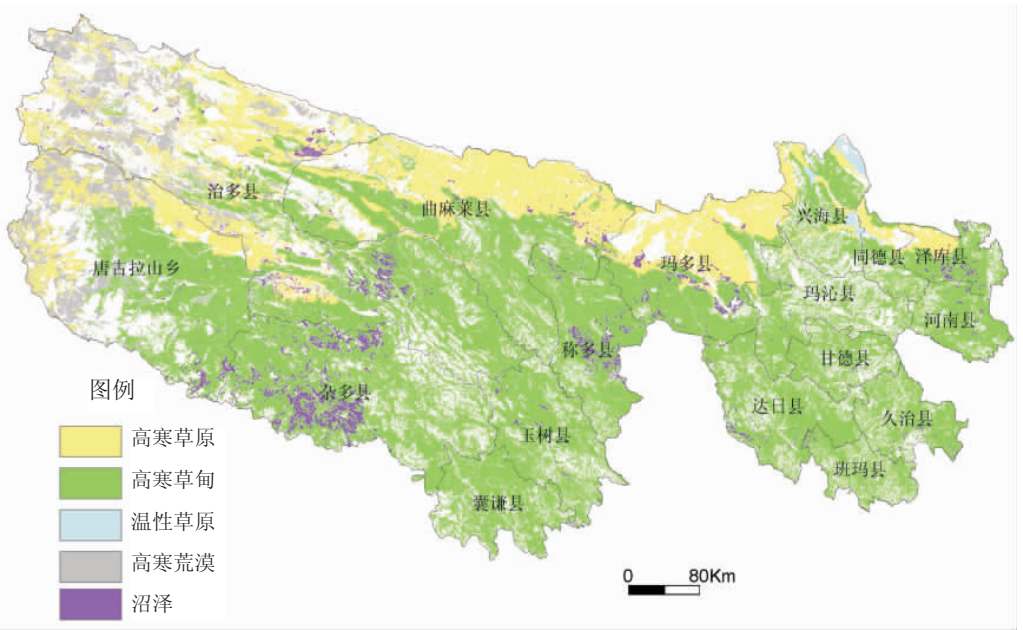 治多县
曲麻莱县
兴海县
唐古拉山乡
玛多县
同德县
泽库县
玛沁县
河南县
称多县
甘德县
杂多县
达日县
久治县
玉树县
班玛县
囊谦县
图例
高寒草原
高寒草甸
温性草原
高寒荒漠
沼泽
0 80Km